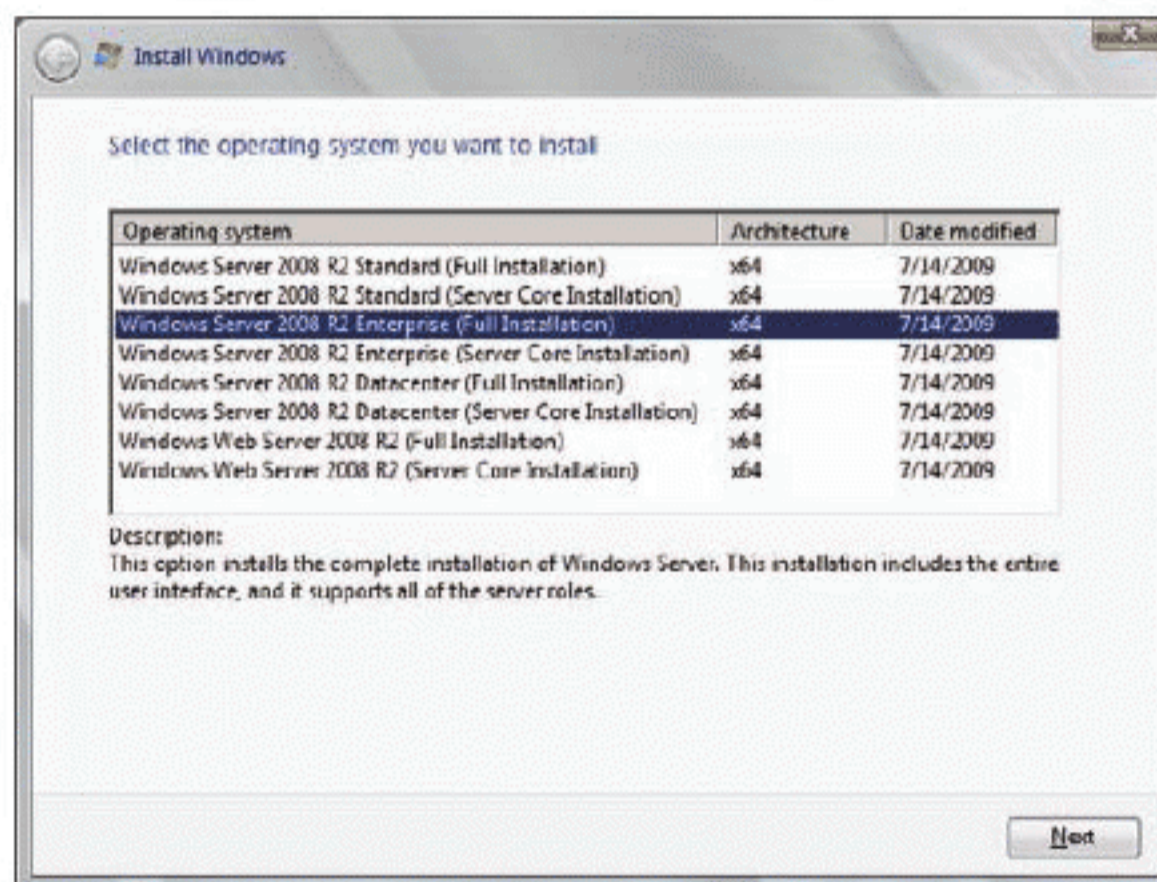 Install Windows
Select the operating system you want to install
Operating system Architecture Date modified
Windows Server 2008 R2 Standard (Full Installation) x64 7/14/2009
Windows Server 2008 R2 Standard (Server Core Installation) x64 7/14/2009
Windows Server 2008 R2 Enterprise (Full Installation) x64 7/14/2009
Windows Server 2008 R2 Enterprise (Server Core Installation) x64 7/14/2009
Windows Server 2008 R2 Datacenter (Full Installation) x64 7/14/2009
Windows Server 2008 R2 Datacenter (Server Core Installation) x64 7/14/2009
Windows Web Server 2008 R2 (Full Installation) x64 7/14/2009
Windows Web Server 2008 R2 (Server Core Installation) x64 7/14/2009
Description:
This option installs the complete installation of Windows Server. This installation includes the entire
user interface, and it supports all of the server roles.
Next